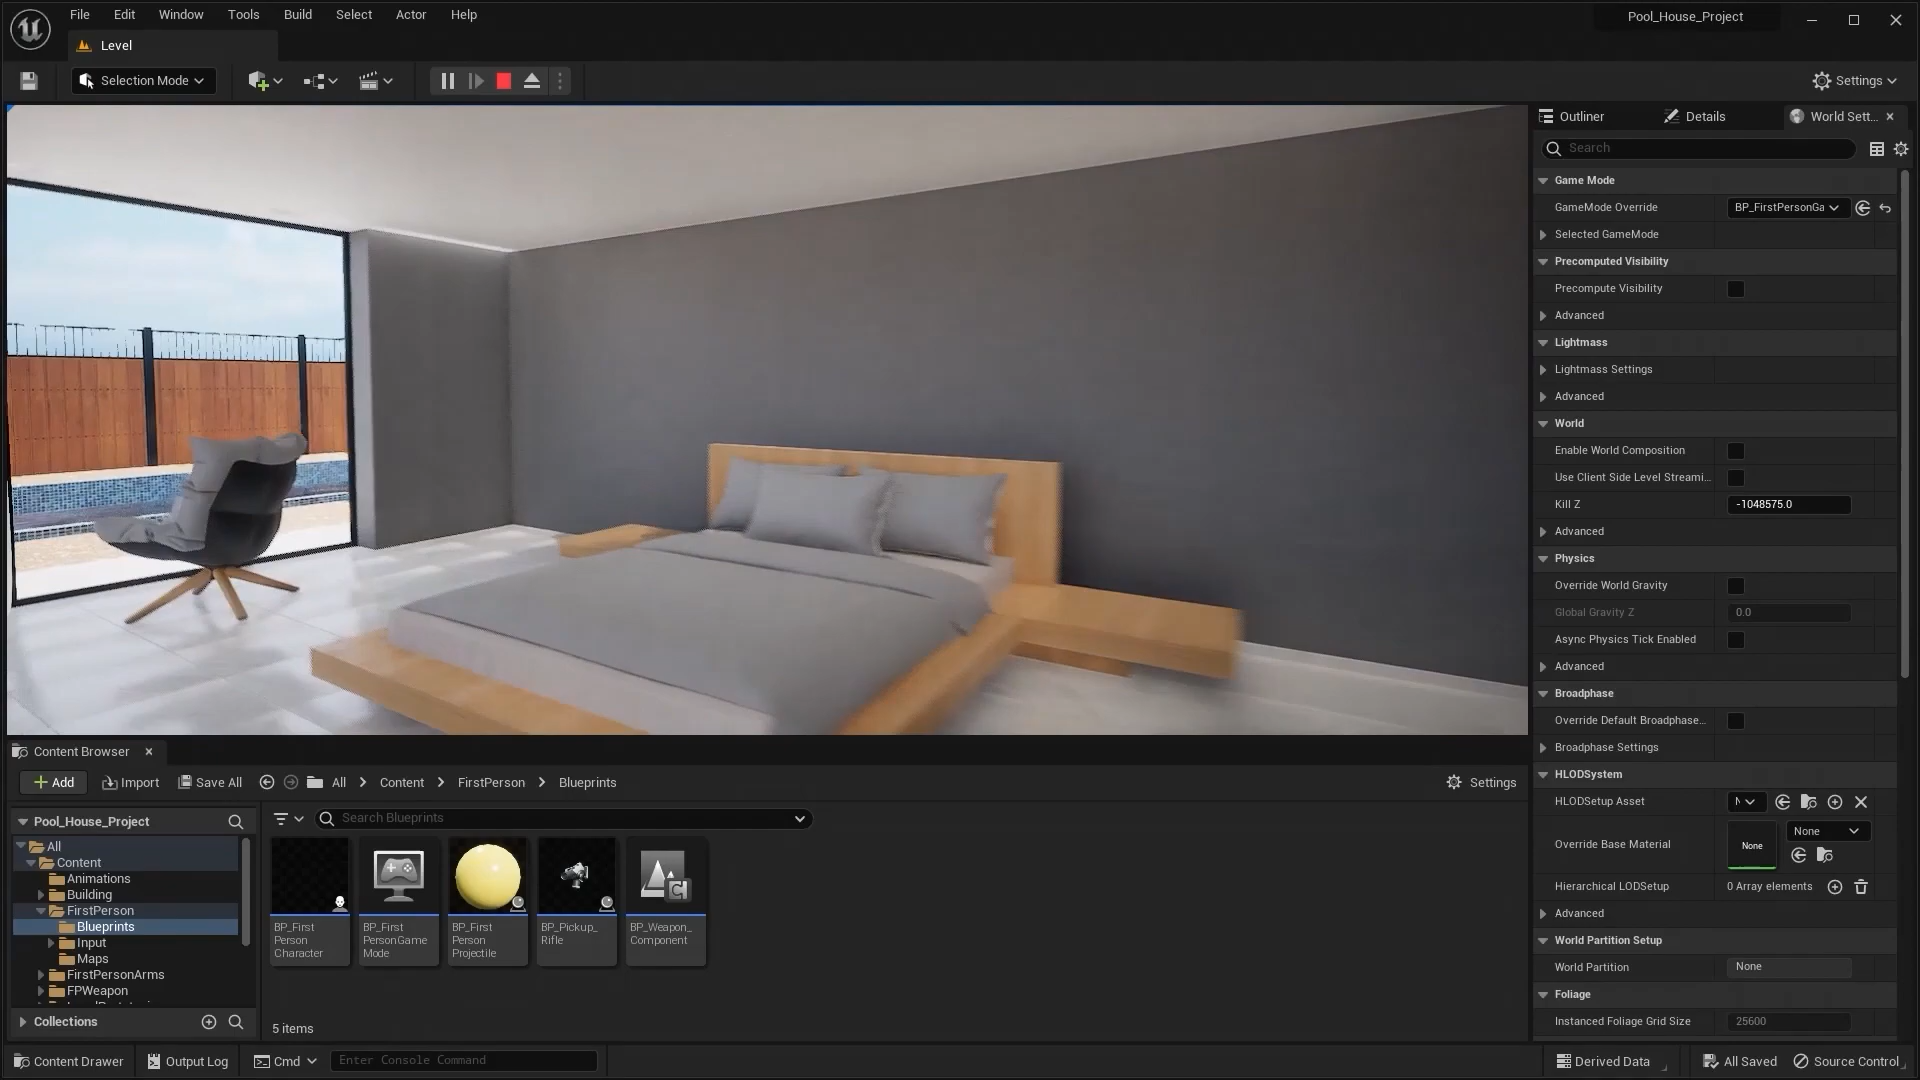 File Edit Window Tools Build Select Actor Help
Pool_House_Project
Level
Selection Mode
Settings
Outliner
Details
World Sett...
Search
Game Mode
GameMode Override
BP_FirstPersonGa
Selected GameMode
Precomputed Visibility
Precompute Visibility
Advanced
Lightmass
Lightmass Settings
Advanced
World
Enable World Composition
Use Client Side Level Streami...
Kill Z
-1048575.0
Advanced
Physics
Override World Gravity
Global Gravity Z
0.0
Async Physics Tick Enabled
Advanced
Broadphase
Override Default Broadphase...
Broadphase Settings
HLODSystem
HLODSetup Asset
Override Base Material
None
None
Hierarchical LODSetup
0 Array elements
Advanced
World Partition Setup
World Partition
None
Foliage
Instanced Foliage Grid Size
25600
Content Browser
Add
Import
Save All
All
Content
FirstPerson
Blueprints
Settings
Pool_House_Project
Search Blueprints
All
Content
Animations
Building
FirstPerson
Blueprints
Input
Maps
FirstPersonArms
FPWeapon
Collections
BP_First
Person
Character
BP_First
PersonGame
Mode
BP_First
Person
Projectile
BP_Pickup_
Rifle
BP_Weapon_
Component
5 items
Content Drawer
Output Log
Cmd
Enter Console Command
Derived Data
All Saved
Source Control